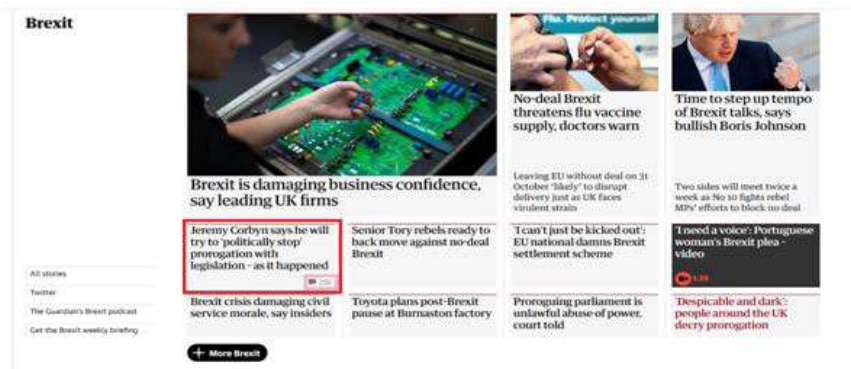 Brexit
Flu. Protect yourself
Brexit is damaging business confidence,
say leading UK firms
No-deal Brexit
threatens flu vaccine
supply, doctors warn
Leaving EU without deal on 31
October 'likely' to disrupt
delivery just as UK faces
virulent strain
Time to step up tempo
of Brexit talks, says
bullish Boris Johnson
Two sides will meet twice a
week as No 10 fights rebel
MPs' efforts to block no deal
Jeremy Corbyn says he will
try to 'politically stop'
prorogation with
legislation - as it happened
Senior Tory rebels ready to
back move against no-deal
Brexit
'I can't just be kicked out':
EU national damns Brexit
settlement scheme
'I need a voice': Portuguese
woman's Brexit plea –
video
Brexit crisis damaging civil
service morale, say insiders
Toyota plans post-Brexit
pause at Burnaston factory
Proroguing parliament is
unlawful abuse of power,
court told
'Despicable and dark':
people around the UK
decry prorogation
All stories
Twitter
The Guardian's Brexit podcast
Get the Brexit weekly briefing
+ More Brexit